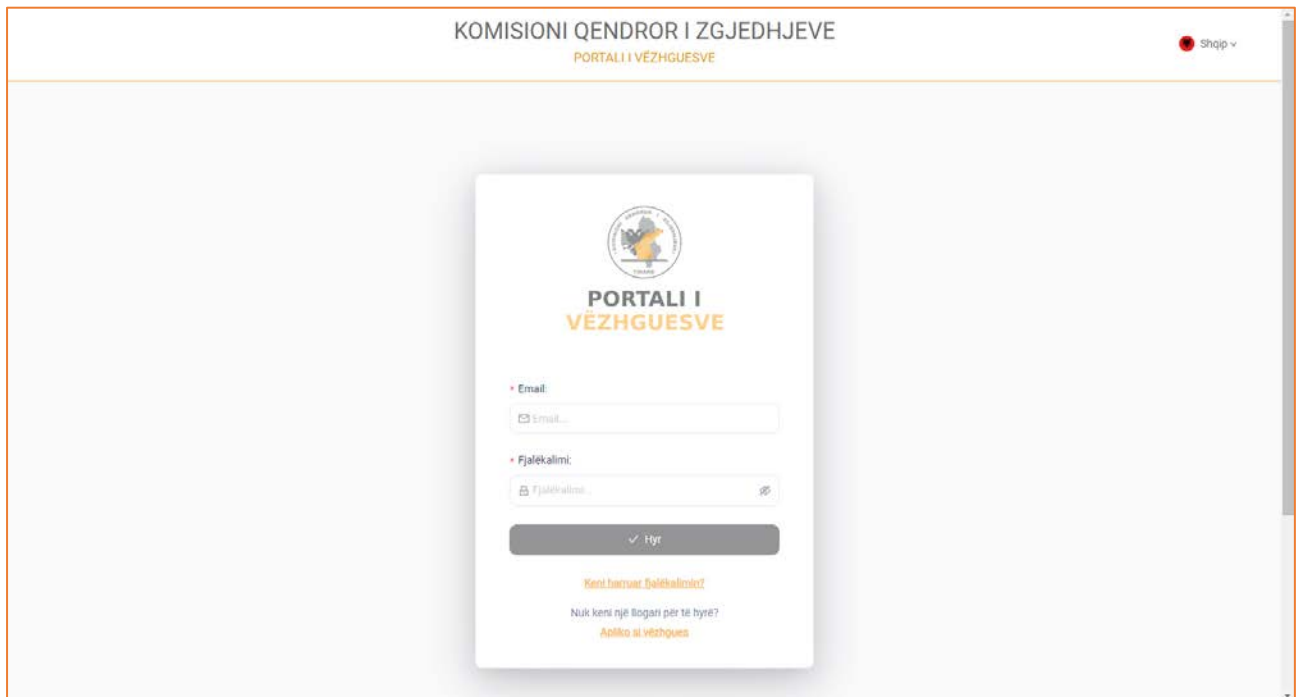 KOMISIONI QENDROR I ZGJEDHJEVE
PORTALI I VËZHGUESVE
Shqip
PORTALI I
VËZHGUESVE
* Email:
Email...
* Fjalëkalimi:
Fjalëkalimi...
Hyr
Keni harruar fjalëkalimin?
Nuk keni një llogari për të hyrë?
Apliko si vëzhgues